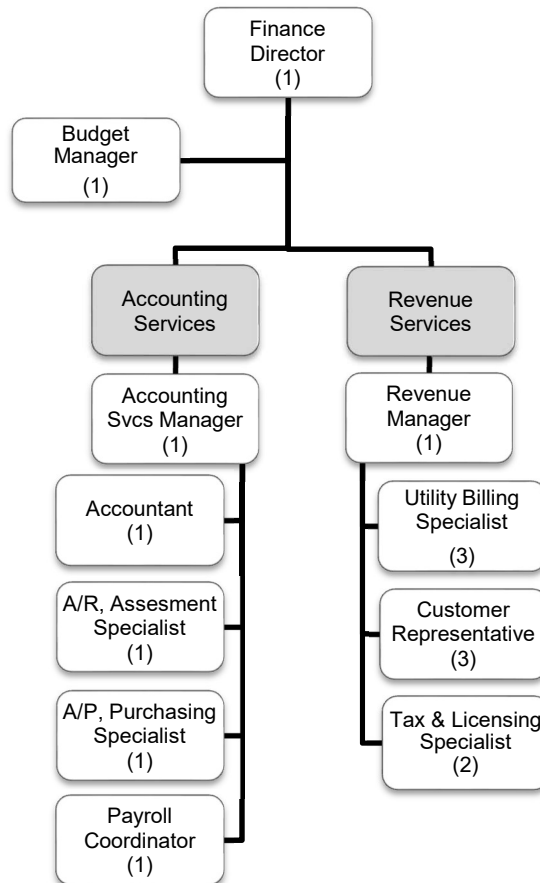 Finance
Director
(1)
Budget
Manager
(1)
Accounting
Services
Revenue
Services
Accounting
Svcs Manager
(1)
Revenue
Manager
(1)
Accountant
(1)
A/R, Assesment
Specialist
(1)
A/P, Purchasing
Specialist
(1)
Payroll
Coordinator
(1)
Utility Billing
Specialist
(3)
Customer
Representative
(3)
Tax & Licensing
Specialist
(2)